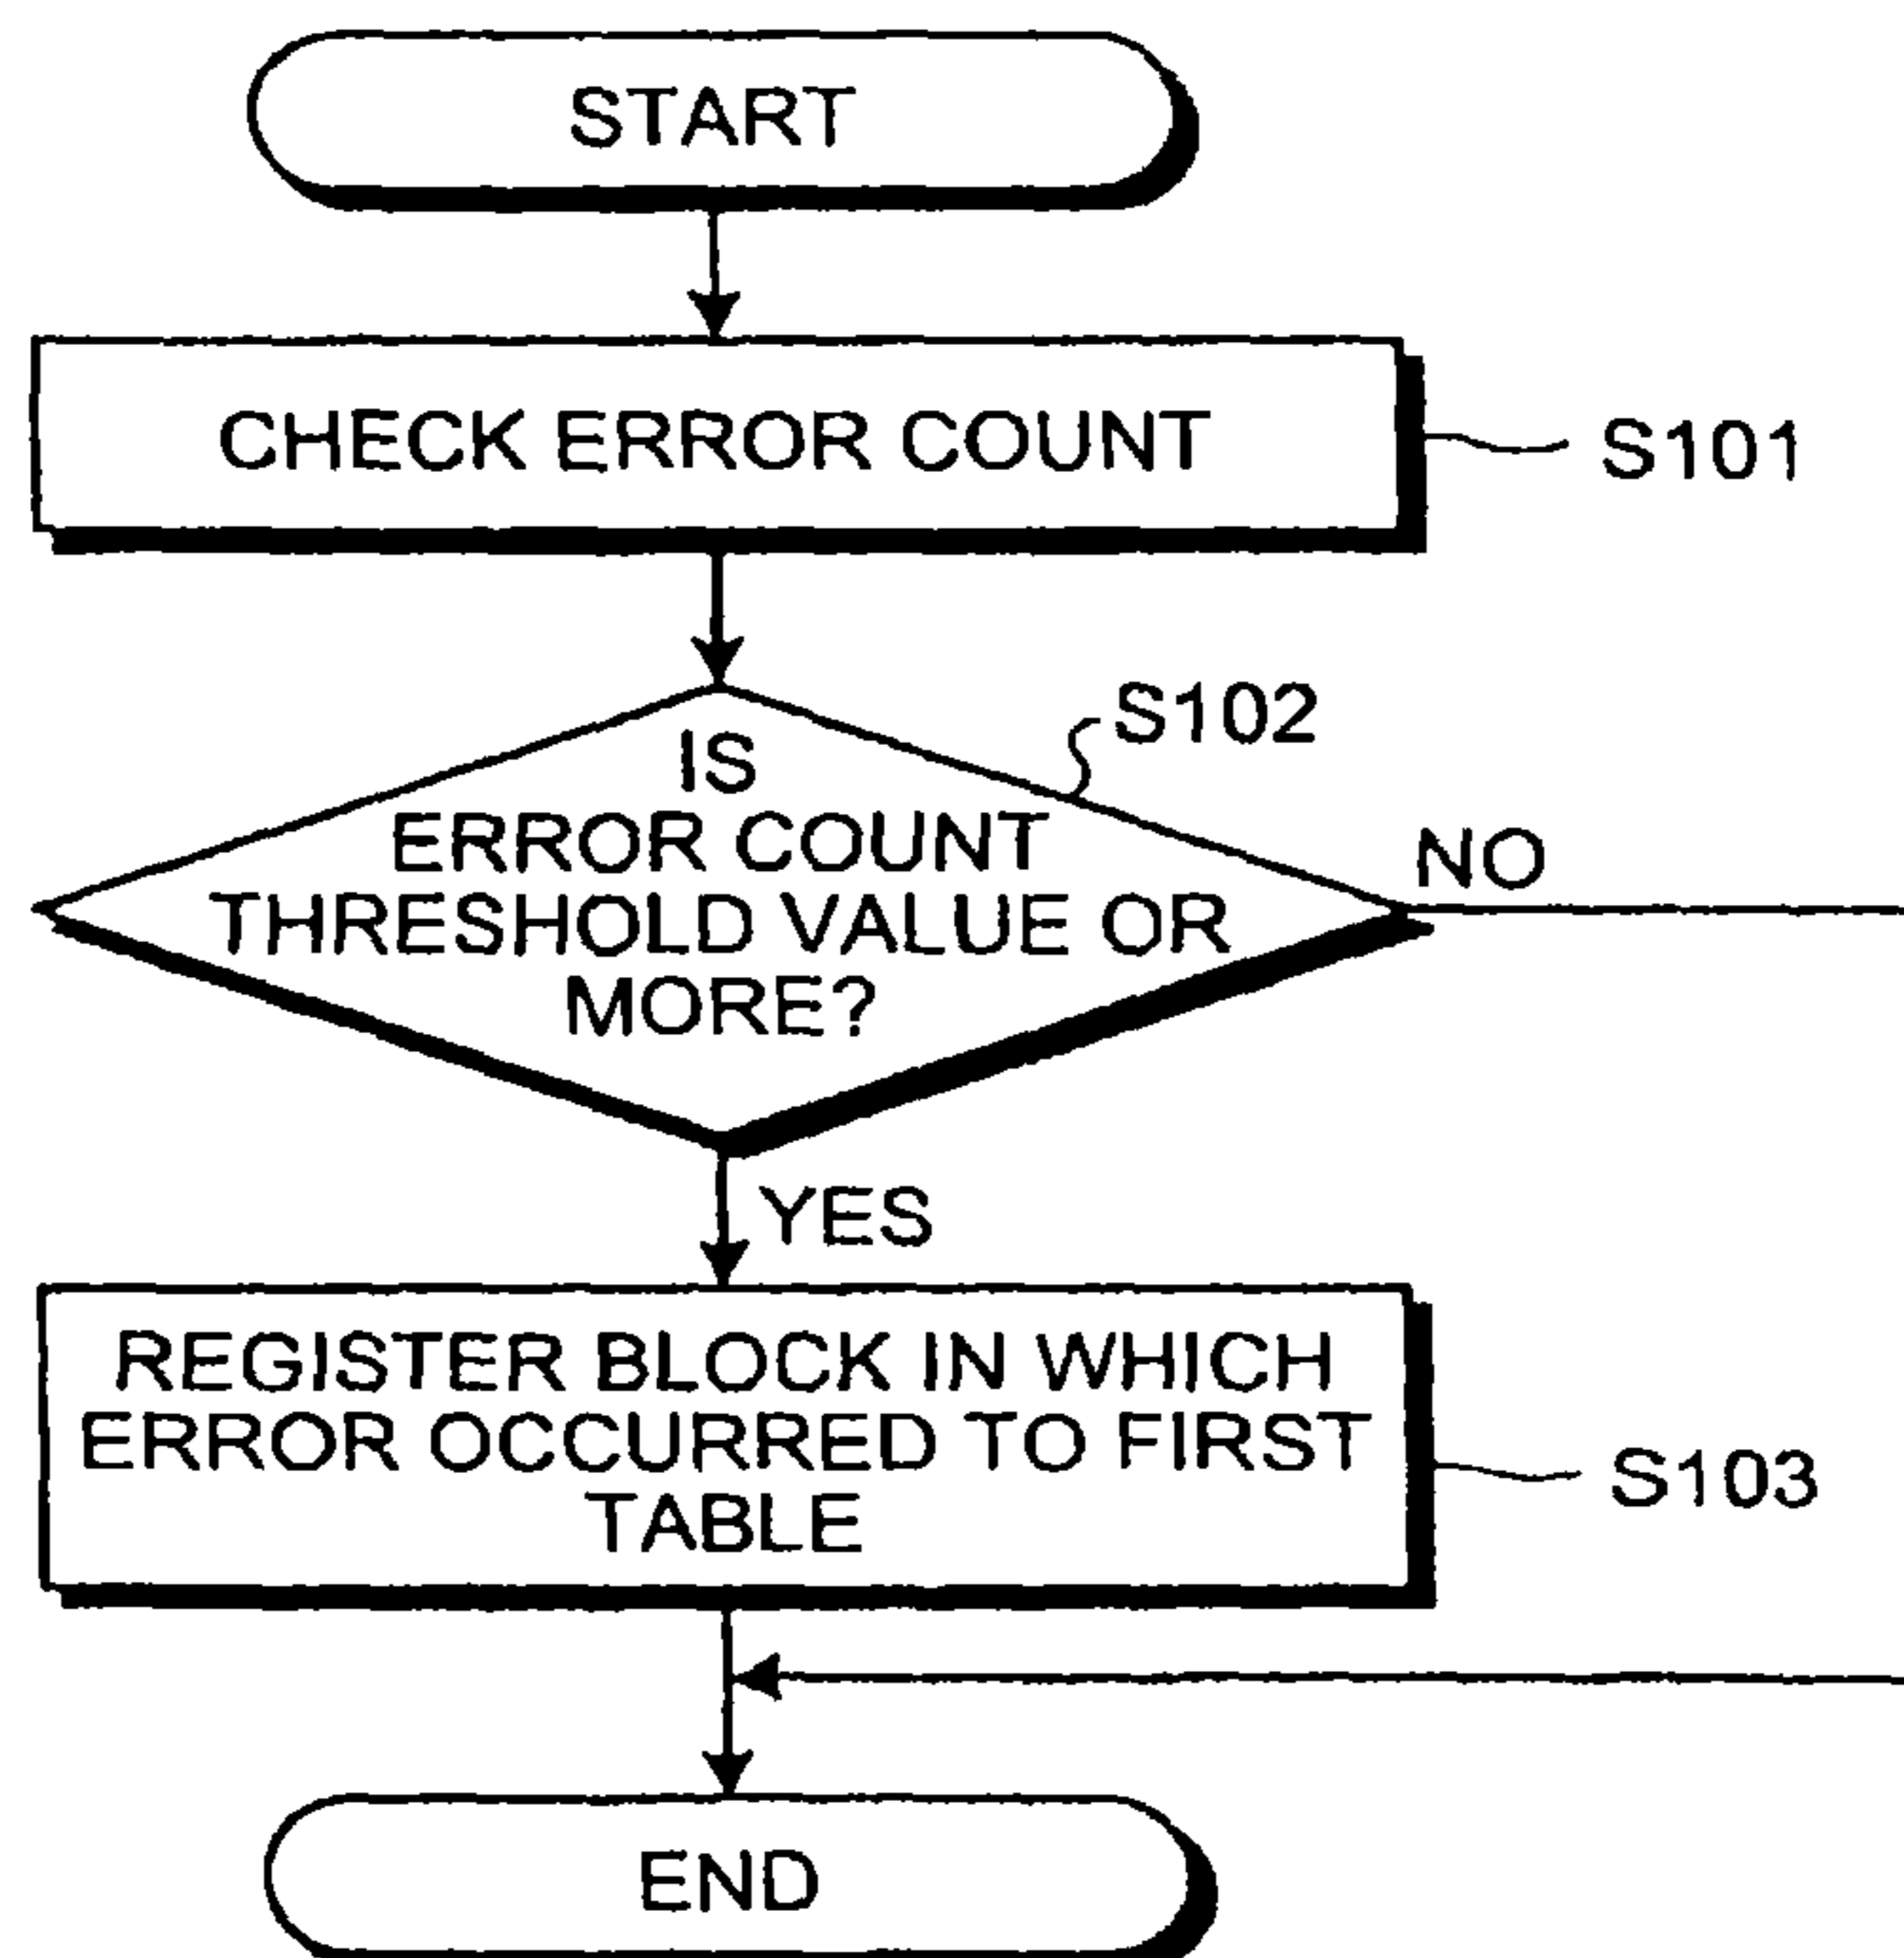 START
CHECK ERROR COUNT
S101
S102
IS
ERROR COUNT
THRESHOLD VALUE OR
MORE?
NO
YES
REGISTER BLOCK IN WHICH
ERROR OCCURRED TO FIRST
TABLE
S103
END